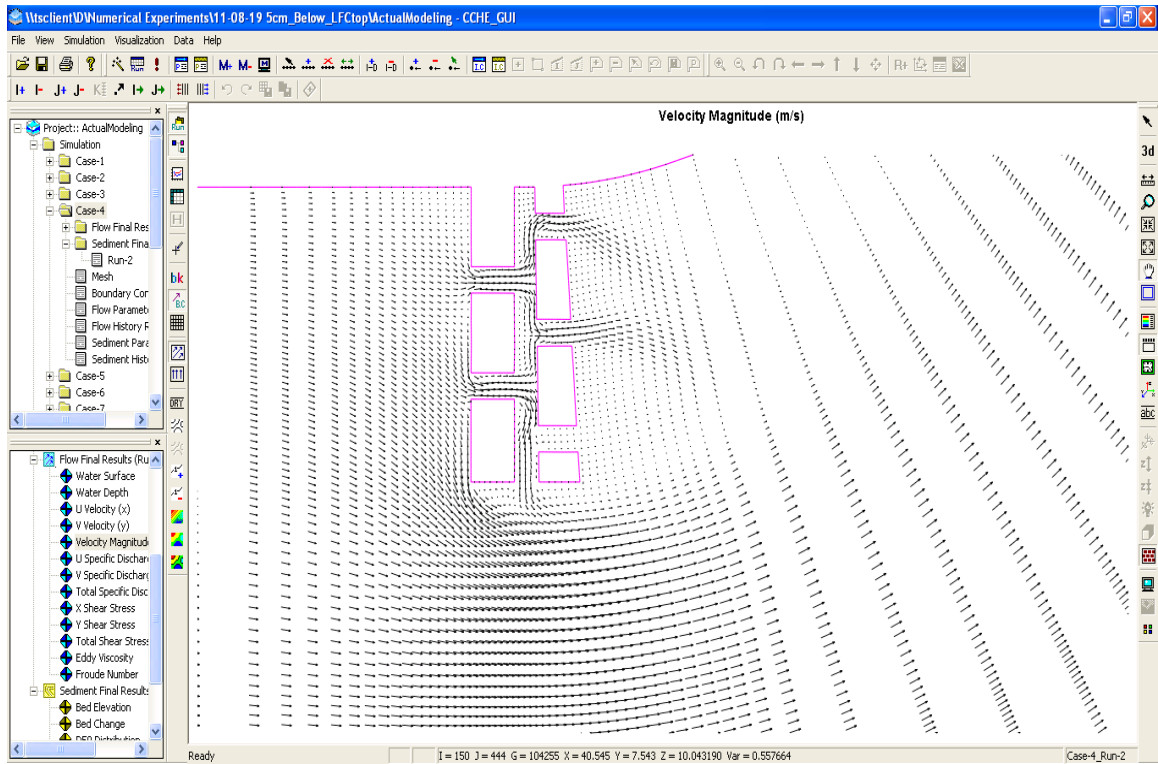 \\tsclient\D\Numerical Experiments\11-08-19 5cm_Below_LFCtop\ActualModeling - CCHE_GUI
File View Simulation Visualization Data Help
Velocity Magnitude (m/s)
Project:: ActualModeling
Simulation
Case-1
Case-2
Case-3
Case-4
Flow Final Res
Sediment Fina
Run-2
Mesh
Boundary Con
Flow Paramet
Flow History R
Sediment Para
Sediment Hist
Case-5
Case-6
Case-7
Flow Final Results (Ru
Water Surface
Water Depth
U Velocity (x)
V Velocity (y)
Velocity Magnitud
U Specific Dischar
V Specific Discharg
Total Specific Disc
X Shear Stress
Y Shear Stress
Total Shear Stress
Eddy Viscosity
Froude Number
Sediment Final Results
Bed Elevation
Bed Change
Run
bk
B.C
DRY
3d
abc
Ready
I = 150 J = 444 G = 104255 X = 40.545 Y = 7.543 Z = 10.043190 Var = 0.557664
Case-4_Run-2